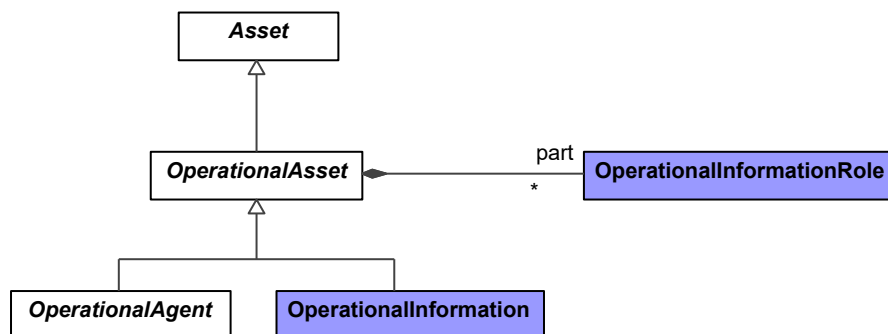 Asset
part
OperationalAsset
OperationalInformationRole
*
OperationalAgent
OperationalInformation